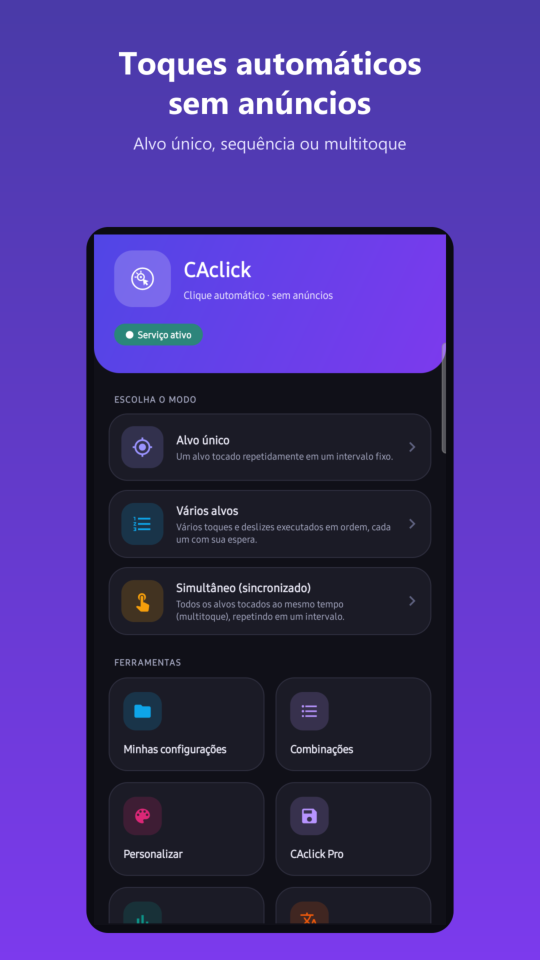 Toques automáticos
sem anúncios
Alvo único, sequência ou multitoque
CAclick
Clique automático · sem anúncios
Serviço ativo
ESCOLHA O MODO
Alvo único
Um alvo tocado repetidamente em um intervalo fixo.
Vários alvos
Vários toques e deslizes executados em ordem, cada
um com sua espera.
Simultâneo (sincronizado)
Todos os alvos tocados ao mesmo tempo
(multitoque), repetindo em um intervalo.
FERRAMENTAS
Minhas configurações
Combinações
Personalizar
CAclick Pro